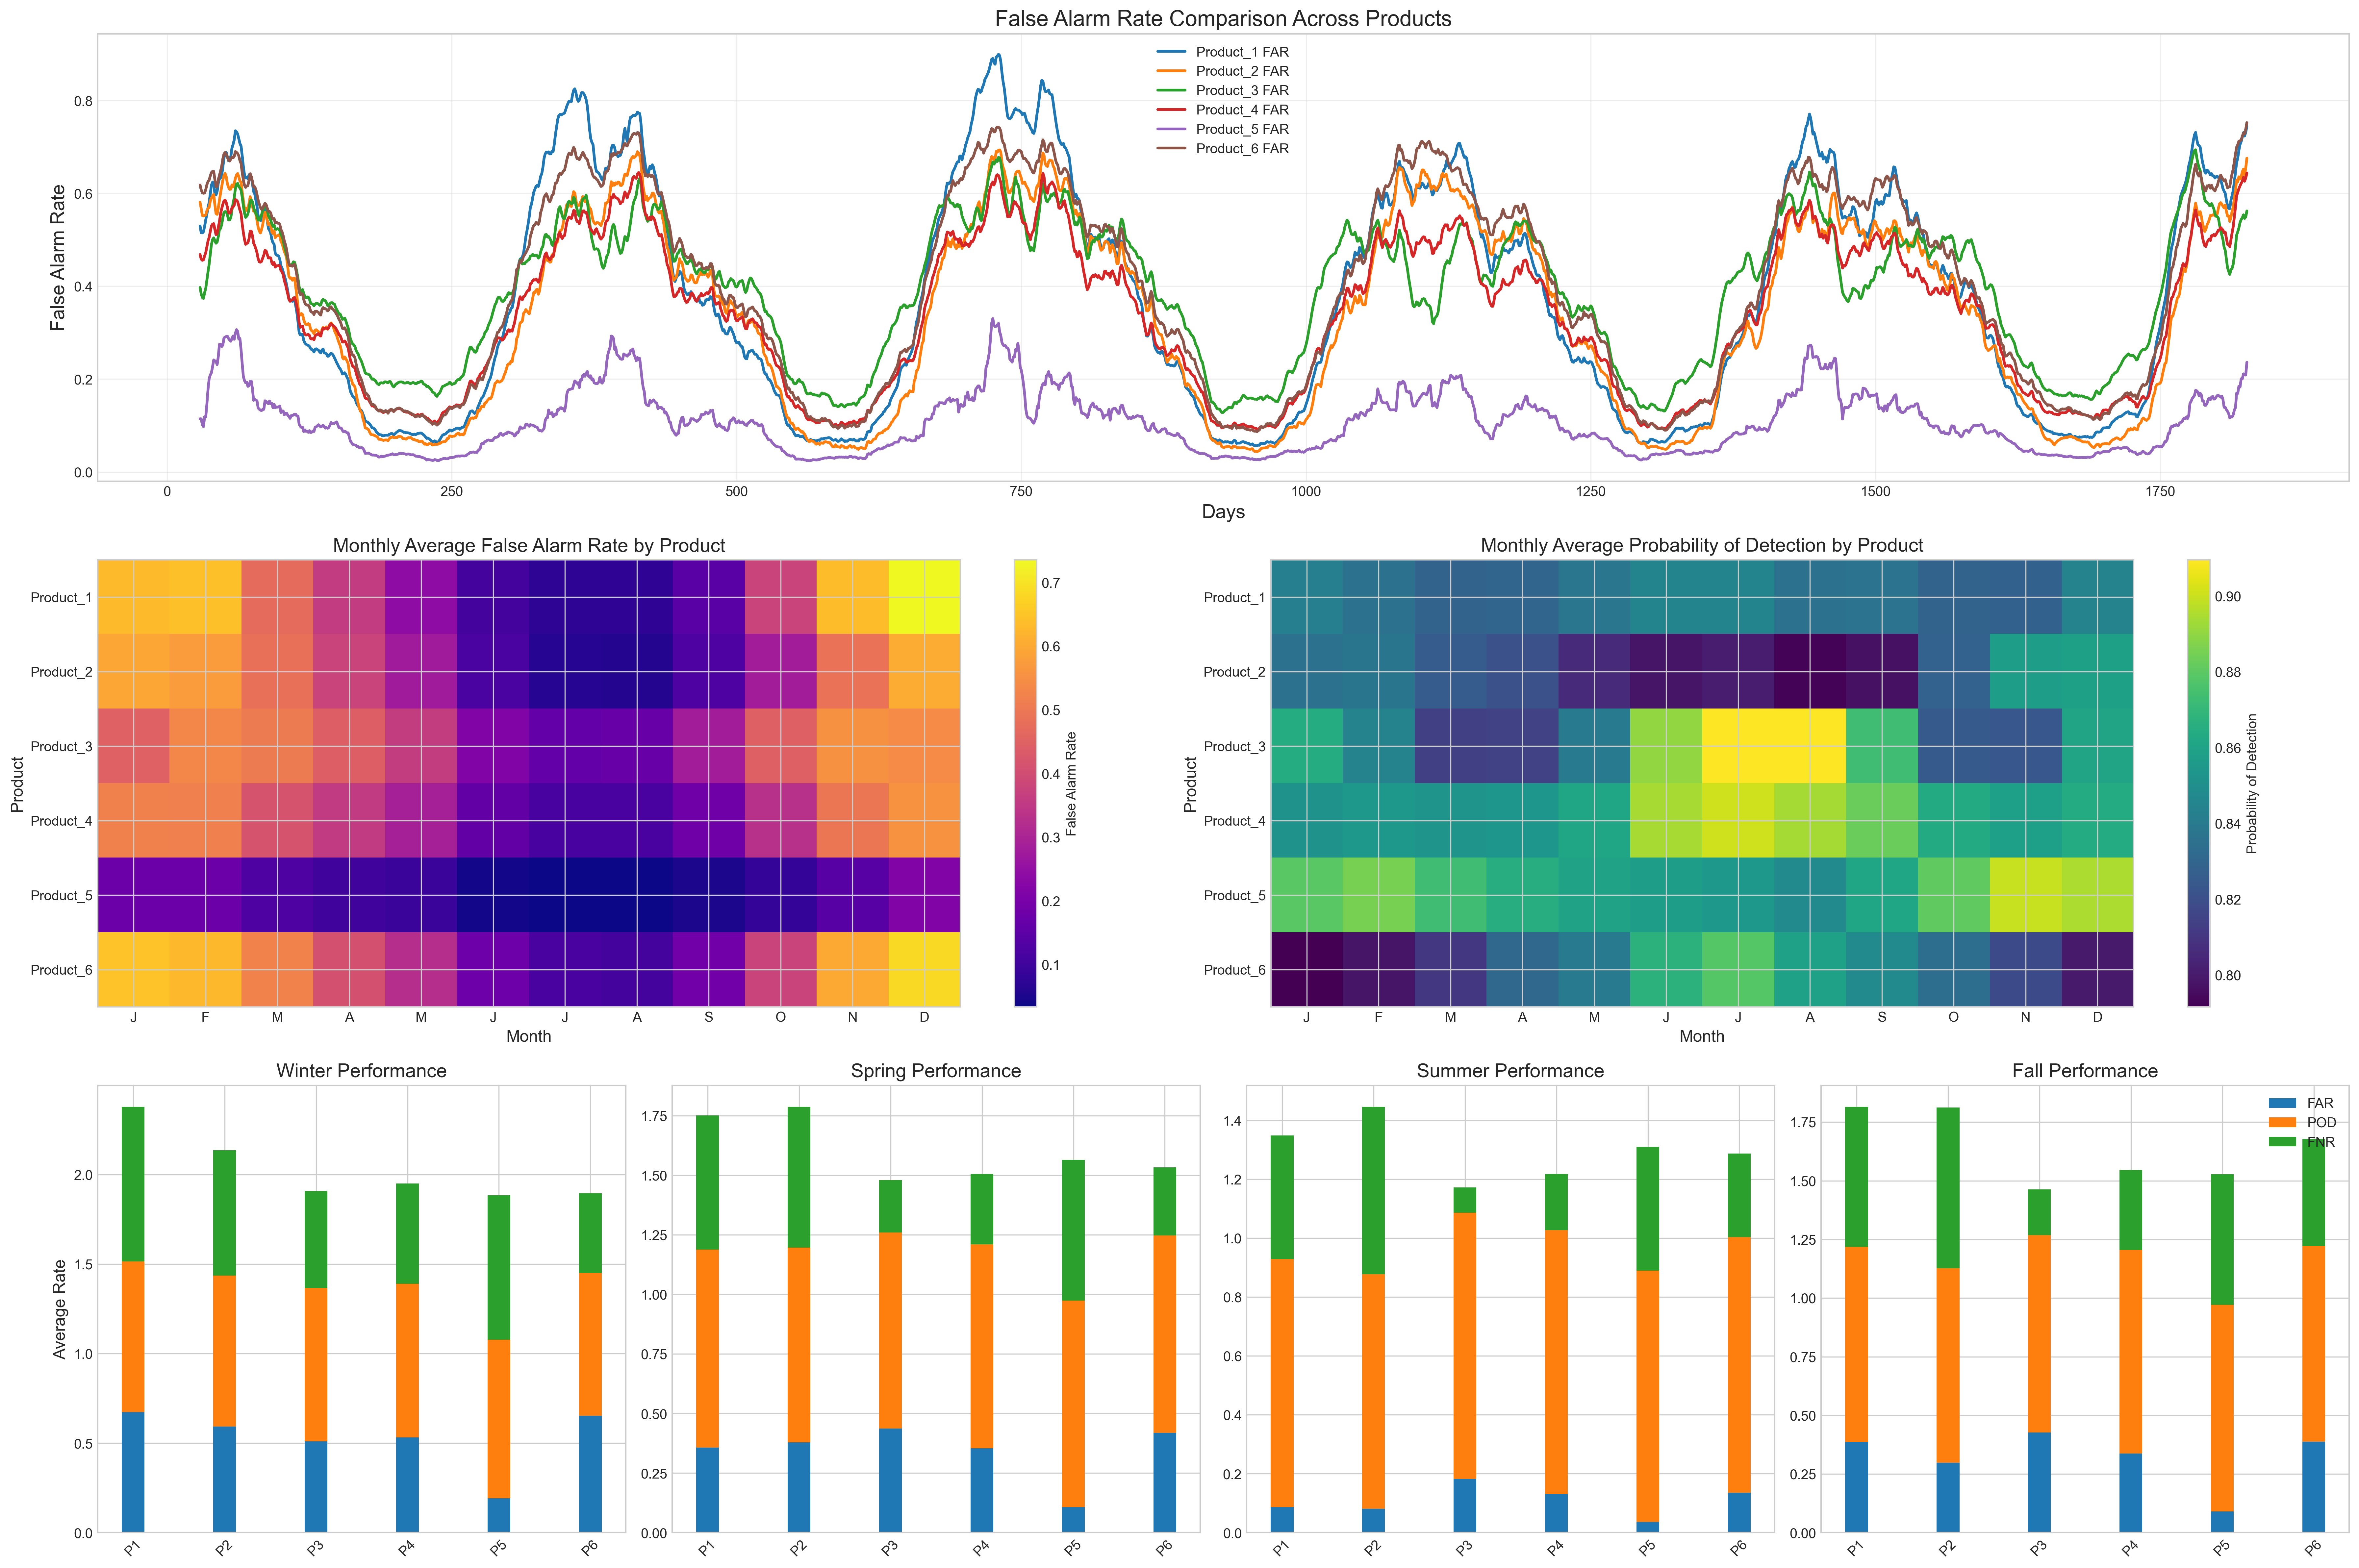 False Alarm Rate Comparison Across Products
Product_1 FAR
Product_2 FAR
Product_3 FAR
Product_4 FAR
Product_5 FAR
Product_6 FAR
False Alarm Rate
0.8
0.6
0.4
0.2
0.0
0 250 500 750 1000 1250 1500 1750
Days
Monthly Average False Alarm Rate by Product
Product
Product_1
Product_2
Product_3
Product_4
Product_5
Product_6
J F M A M J J A S O N D
Month
0.7
0.6
0.5
0.4
0.3
0.2
0.1
False Alarm Rate
Monthly Average Probability of Detection by Product
Product
Product_1
Product_2
Product_3
Product_4
Product_5
Product_6
J F M A M J J A S O N D
Month
0.90
0.88
0.86
0.84
0.82
0.80
Probability of Detection
Winter Performance
Average Rate
2.0
1.5
1.0
0.5
0.0
P1 P2 P3 P4 P5 P6
Spring Performance
1.75
1.50
1.25
1.00
0.75
0.50
0.25
0.00
P1 P2 P3 P4 P5 P6
Summer Performance
1.4
1.2
1.0
0.8
0.6
0.4
0.2
0.0
P1 P2 P3 P4 P5 P6
Fall Performance
FAR
POD
FNR
1.75
1.50
1.25
1.00
0.75
0.50
0.25
0.00
P1 P2 P3 P4 P5 P6